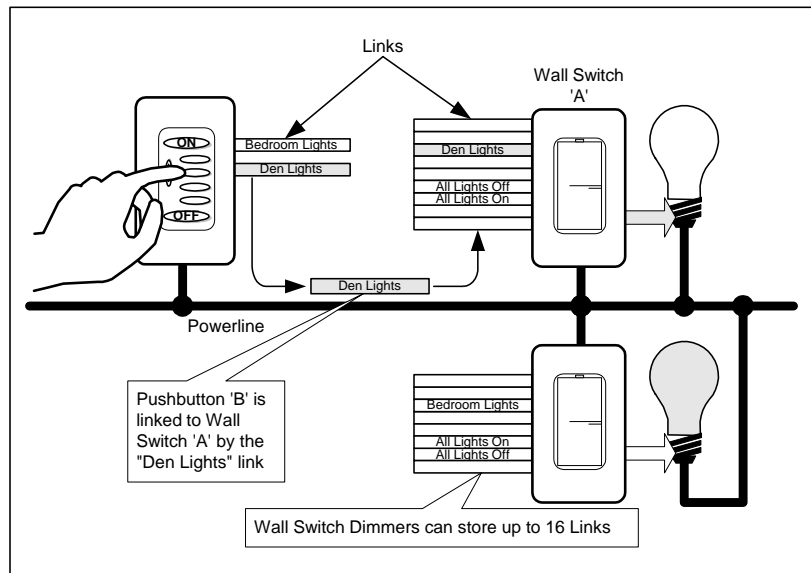 Links
Wall Switch
'A'
ON
OFF
Bedroom Lights
Den Lights
Den Lights
All Lights Off
All Lights On
Den Lights
Powerline
Pushbutton 'B' is
linked to Wall
Switch 'A' by the
"Den Lights" link
Bedroom Lights
All Lights On
All Lights Off
Wall Switch Dimmers can store up to 16 Links